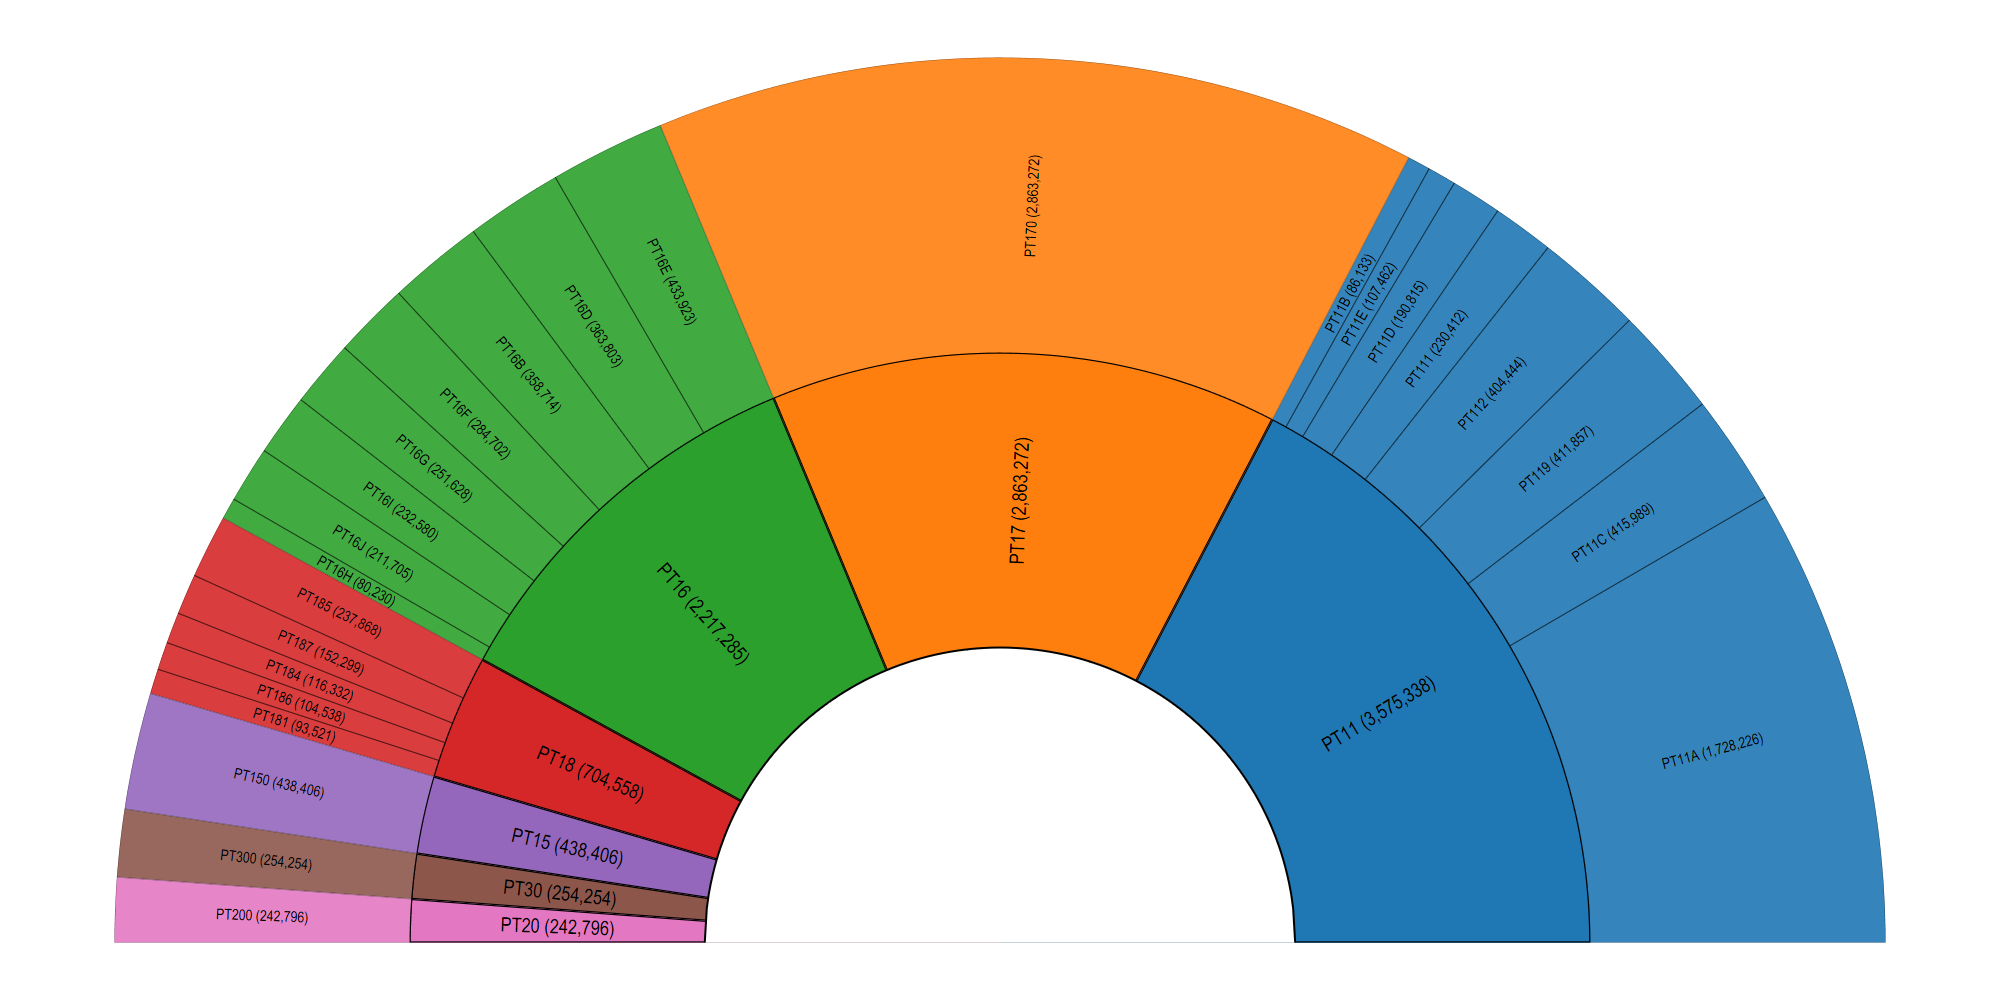 PT170 (2,863,272)
PT16E (433,923)
PT16D (363,803)
PT16B (358,714)
PT16F (284,702)
PT16G (251,628)
PT16I (232,580)
PT16J (211,705)
PT16H (80,230)
PT185 (237,868)
PT187 (152,299)
PT184 (116,332)
PT186 (104,538)
PT181 (93,521)
PT150 (438,406)
PT300 (254,254)
PT200 (242,796)
PT11B (86,133)
PT11E (107,462)
PT11D (190,815)
PT111 (230,412)
PT112 (404,444)
PT119 (411,857)
PT11C (415,989)
PT11A (1,728,226)
PT17 (2,863,272)
PT16 (2,217,285)
PT11 (3,575,338)
PT18 (704,558)
PT15 (438,406)
PT30 (254,254)
PT20 (242,796)